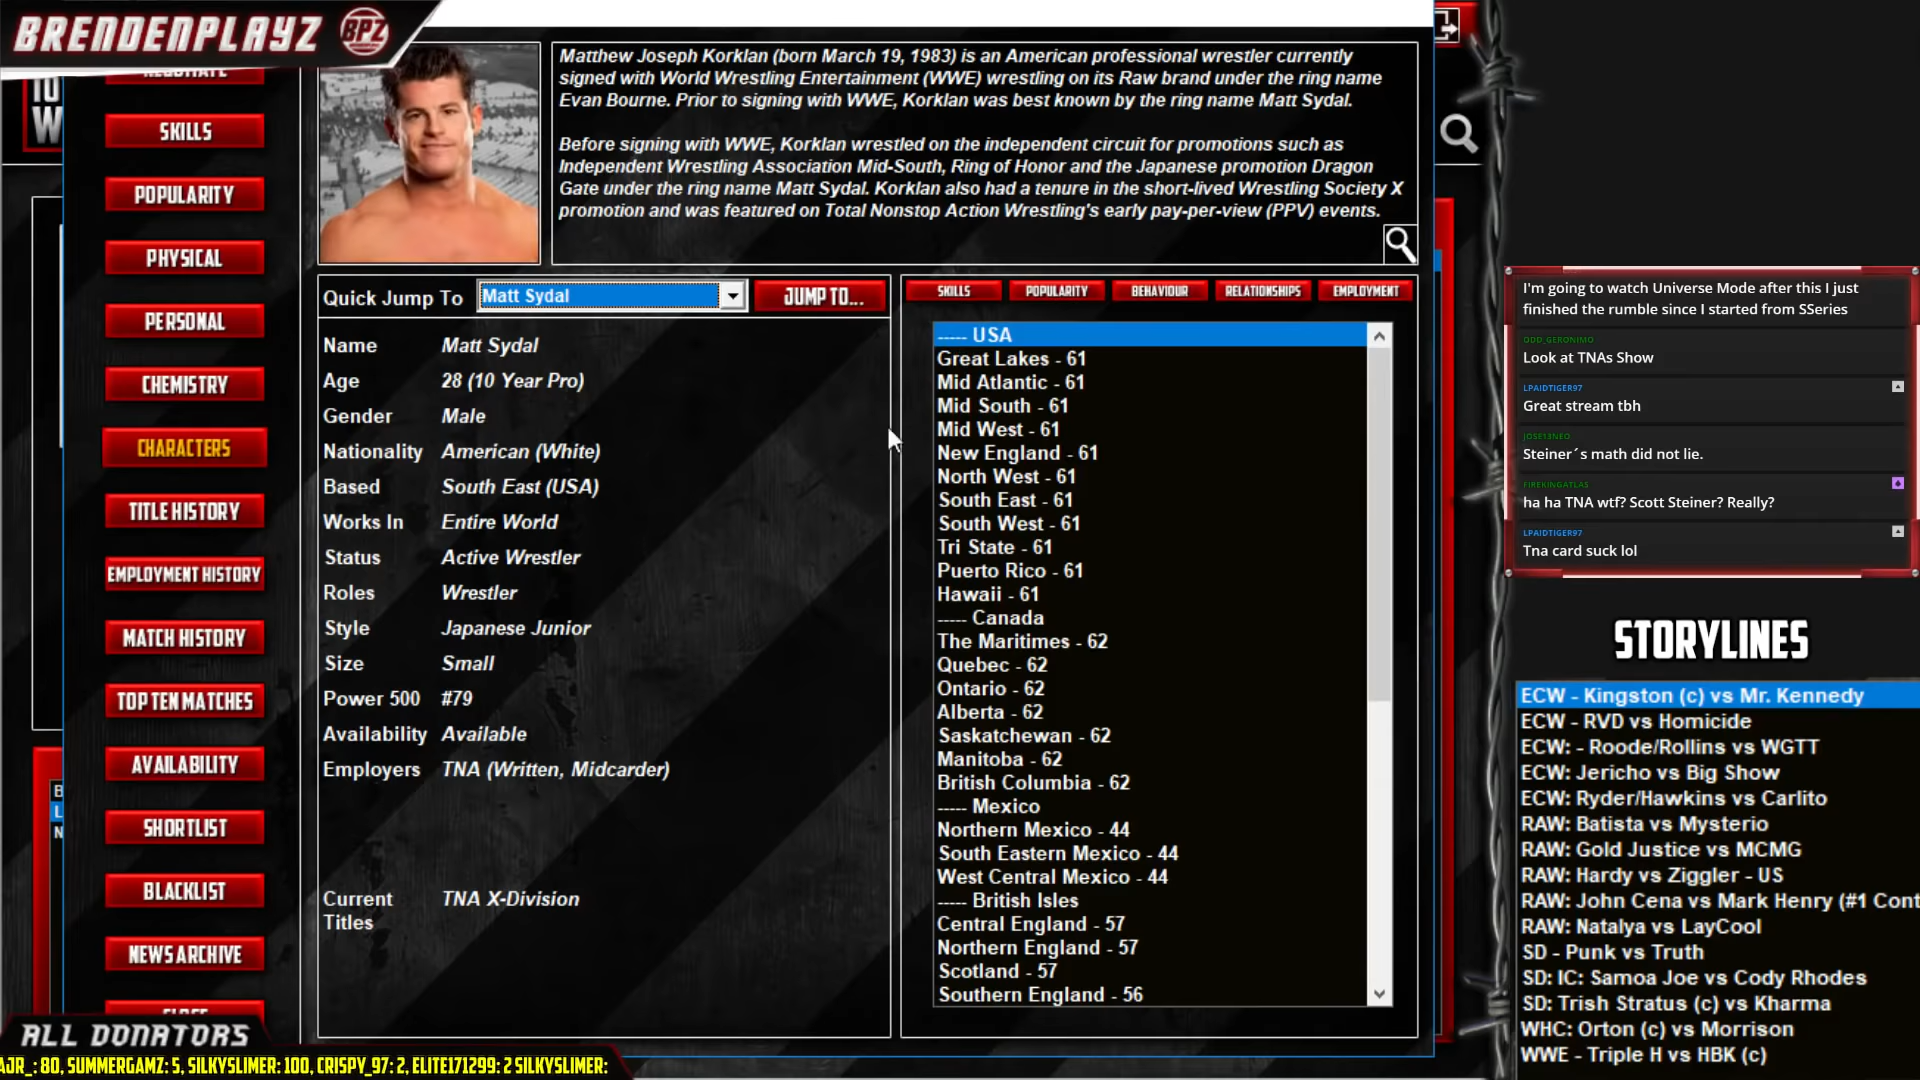 BRENDENPLAYZ
BPZ
NEGOTIATE
SKILLS
POPULARITY
PHYSICAL
PERSONAL
CHEMISTRY
CHARACTERS
TITLE HISTORY
EMPLOYMENT HISTORY
MATCH HISTORY
TOP TEN MATCHES
AVAILABILITY
SHORTLIST
BLACKLIST
NEWS ARCHIVE
CLOSE
Matthew Joseph Korklan (born March 19, 1983) is an American professional wrestler currently
signed with World Wrestling Entertainment (WWE) wrestling on its Raw brand under the ring name
Evan Bourne. Prior to signing with WWE, Korklan was best known by the ring name Matt Sydal.
Before signing with WWE, Korklan wrestled on the independent circuit for promotions such as
Independent Wrestling Association Mid-South, Ring of Honor and the Japanese promotion Dragon
Gate under the ring name Matt Sydal. Korklan also had a tenure in the short-lived Wrestling Society X
promotion and was featured on Total Nonstop Action Wrestling's early pay-per-view (PPV) events.
Quick Jump To Matt Sydal JUMP TO...
Name Matt Sydal
Age 28 (10 Year Pro)
Gender Male
Nationality American (White)
Based South East (USA)
Works In Entire World
Status Active Wrestler
Roles Wrestler
Style Japanese Junior
Size Small
Power 500 #79
Availability Available
Employers TNA (Written, Midcarder)
Current TNA X-Division
Titles
SKILLS POPULARITY BEHAVIOUR RELATIONSHIPS EMPLOYMENT
----- USA
Great Lakes - 61
Mid Atlantic - 61
Mid South - 61
Mid West - 61
New England - 61
North West - 61
South East - 61
South West - 61
Tri State - 61
Puerto Rico - 61
Hawaii - 61
----- Canada
The Maritimes - 62
Quebec - 62
Ontario - 62
Alberta - 62
Saskatchewan - 62
Manitoba - 62
British Columbia - 62
----- Mexico
Northern Mexico - 44
South Eastern Mexico - 44
West Central Mexico - 44
----- British Isles
Central England - 57
Northern England - 57
Scotland - 57
Southern England - 56
I'm going to watch Universe Mode after this I just
finished the rumble since I started from SSeries
ODD_GERONIMO
Look at TNAs Show
LPAIDTIGER97
Great stream tbh
JOSE13NEO
Steiner´s math did not lie.
FIREKINGATLAS
ha ha TNA wtf? Scott Steiner? Really?
LPAIDTIGER97
Tna card suck lol
STORYLINES
ECW - Kingston (c) vs Mr. Kennedy
ECW - RVD vs Homicide
ECW: - Roode/Rollins vs WGTT
ECW: Jericho vs Big Show
ECW: Ryder/Hawkins vs Carlito
RAW: Batista vs Mysterio
RAW: Gold Justice vs MCMG
RAW: Hardy vs Ziggler - US
RAW: John Cena vs Mark Henry (#1 Cont
RAW: Natalya vs LayCool
SD - Punk vs Truth
SD: IC: Samoa Joe vs Cody Rhodes
SD: Trish Stratus (c) vs Kharma
WHC: Orton (c) vs Morrison
WWE - Triple H vs HBK (c)
ALL DONATORS
AJR_: 80, SUMMERGAMZ: 5, SILKYSLIMER: 100, CRISPY_97: 2, ELITE171299: 2 SILKYSLIMER: